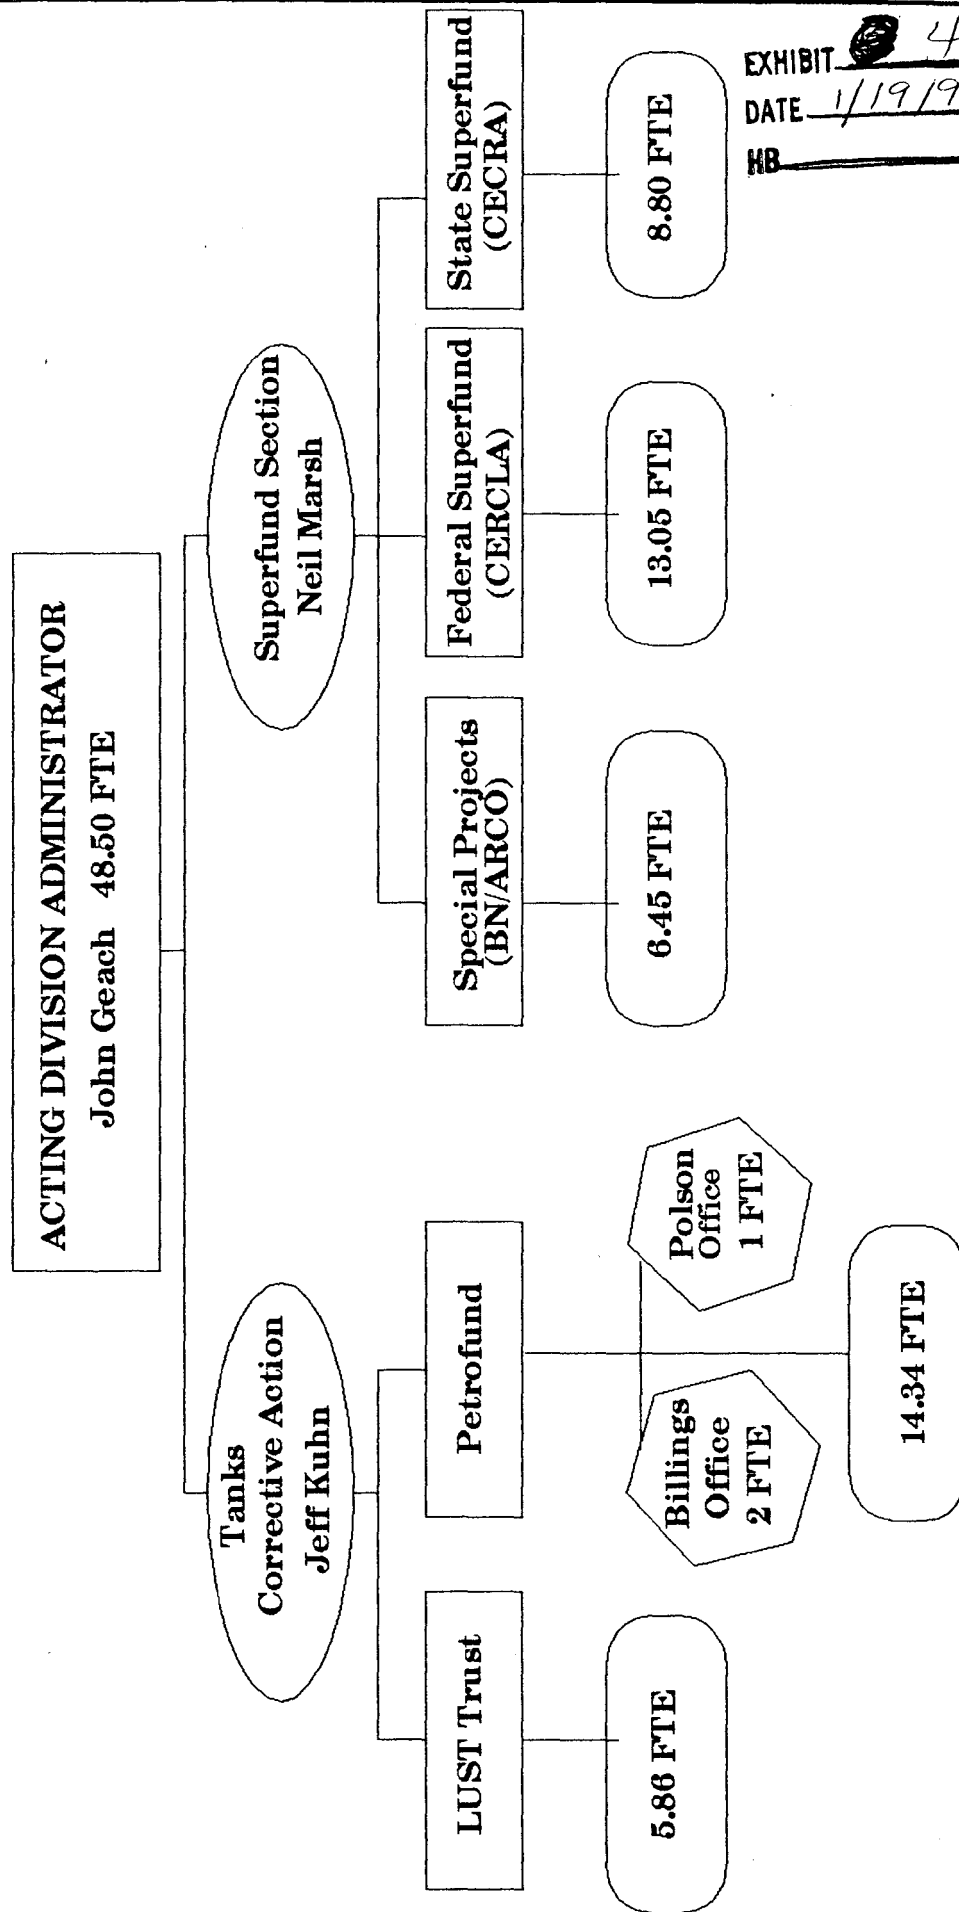 EXHIBIT 4
DATE 1/19/9
HB
ACTING DIVISION ADMINISTRATOR
John Geach 48.50 FTE
Tanks
Corrective Action
Jeff Kuhn
Superfund Section
Neil Marsh
LUST Trust
Petrofund
Special Projects
(BN/ARCO)
Federal Superfund
(CERCLA)
State Superfund
(CECRA)
Billings
Office
2 FTE
Polson
Office
1 FTE
5.86 FTE
14.34 FTE
6.45 FTE
13.05 FTE
8.80 FTE